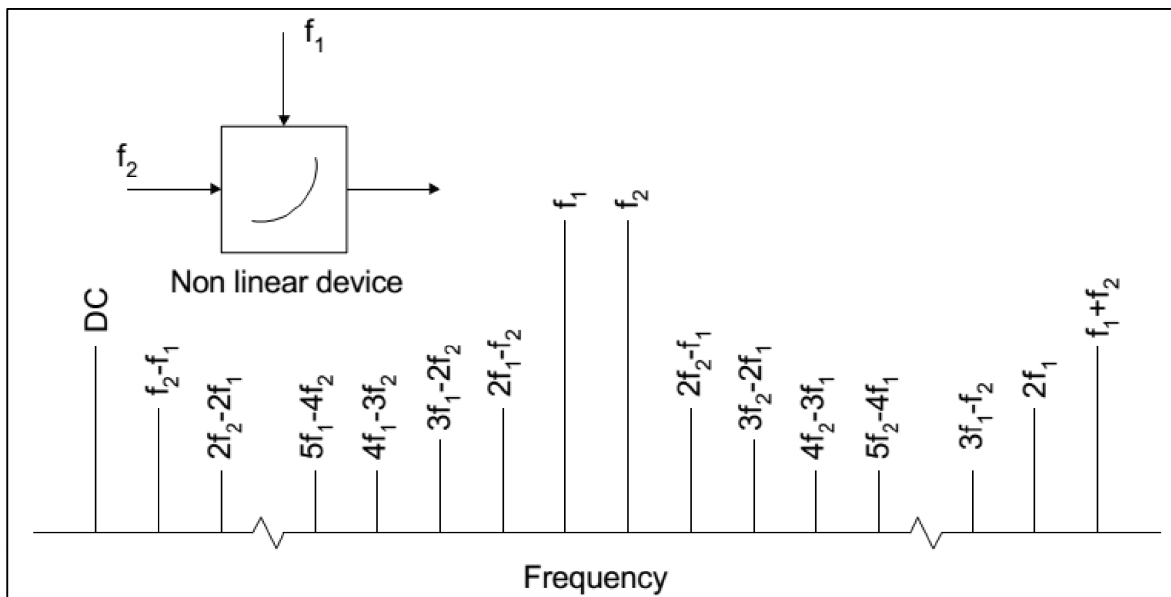 f₁
f₂
Non linear device
DC
f₂-f₁
2f₂-2f₁
5f₁-4f₂
4f₁-3f₂
3f₁-2f₂
2f₁-f₂
f₁
f₂
2f₂-f₁
3f₂-2f₁
4f₂-3f₁
5f₂-4f₁
3f₁-f₂
2f₁
f₁+f₂
Frequency